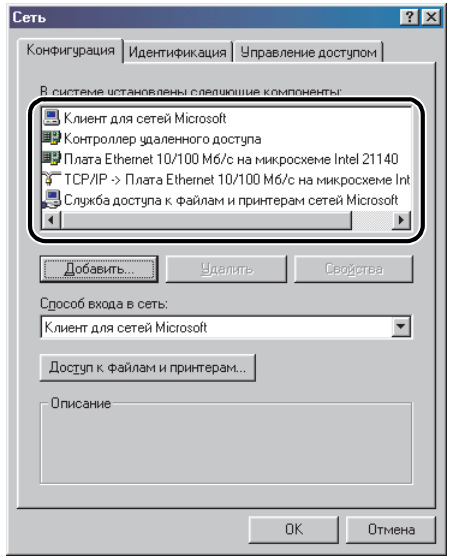 Сеть
Конфигурация Идентификация Управление доступом
В системе установлены следующие компоненты:
Клиент для сетей Microsoft
Контроллер удаленного доступа
Плата Ethernet 10/100 Мб/с на микросхеме Intel 21140
TCP/IP -> Плата Ethernet 10/100 Мб/с на микросхеме Int
Служба доступа к файлам и принтерам сетей Microsoft
Добавить... Удалить Свойства
Способ входа в сеть:
Клиент для сетей Microsoft
Доступ к файлам и принтерам...
Описание
OK Отмена